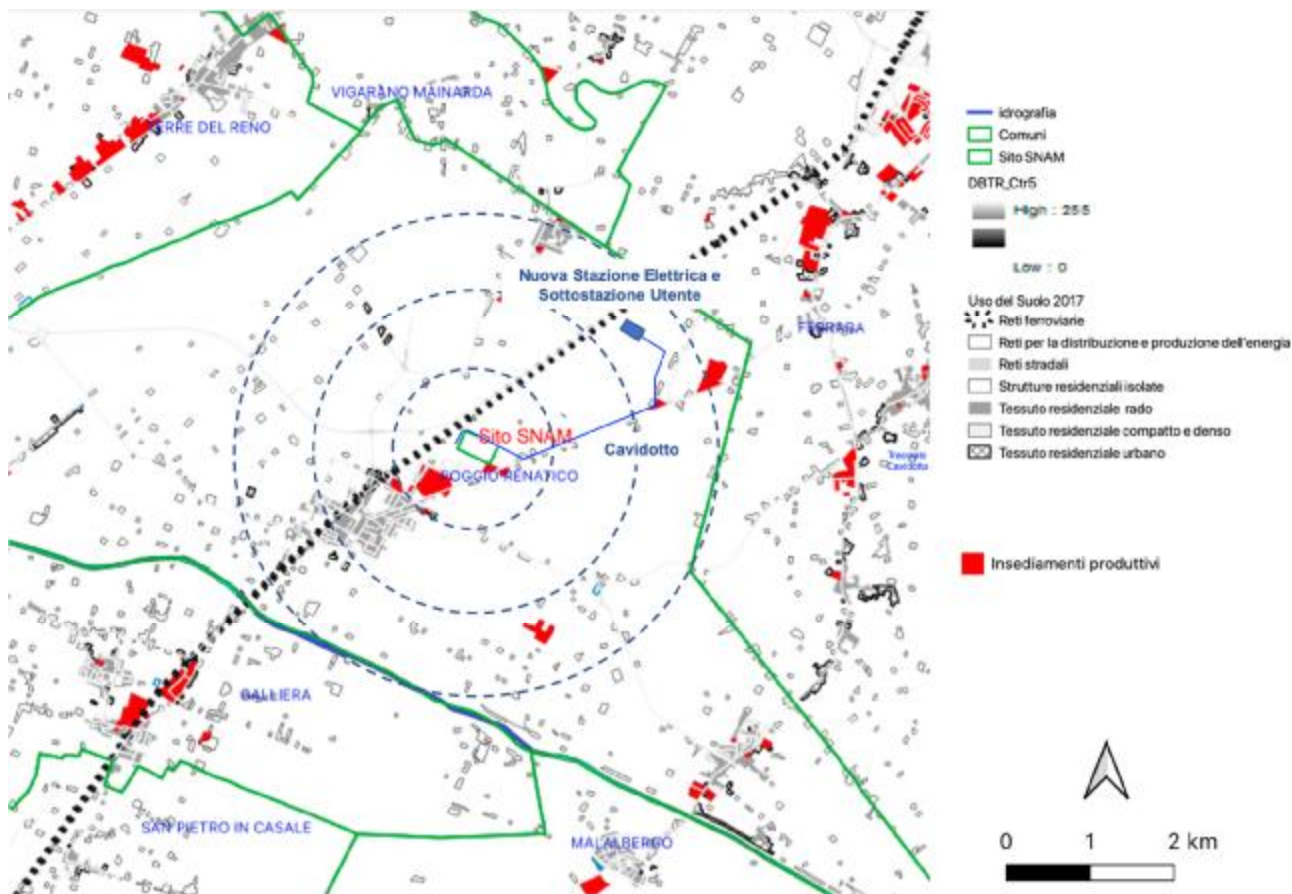 VIGARANO MAINARDA
TERRE DEL RENO
Nuova Stazione Elettrica e
Sottostazione Utente
FERRARA
Sito SNAM
Cavidotto
POGGIO RENATICO
Cavidotto
GALLIERA
SAN PIETRO IN CASALE
MALALBERGO
idrografia
Comuni
Sito SNAM
DBTR_Ctr5
High : 255
Low : 0
Uso del Suolo 2017
Reti ferroviarie
Reti per la distribuzione e produzione dell'energia
Reti stradali
Strutture residenziali isolate
Tessuto residenziale rado
Tessuto residenziale compatto e denso
Tessuto residenziale urbano
Insediamenti produttivi
0 1 2 km